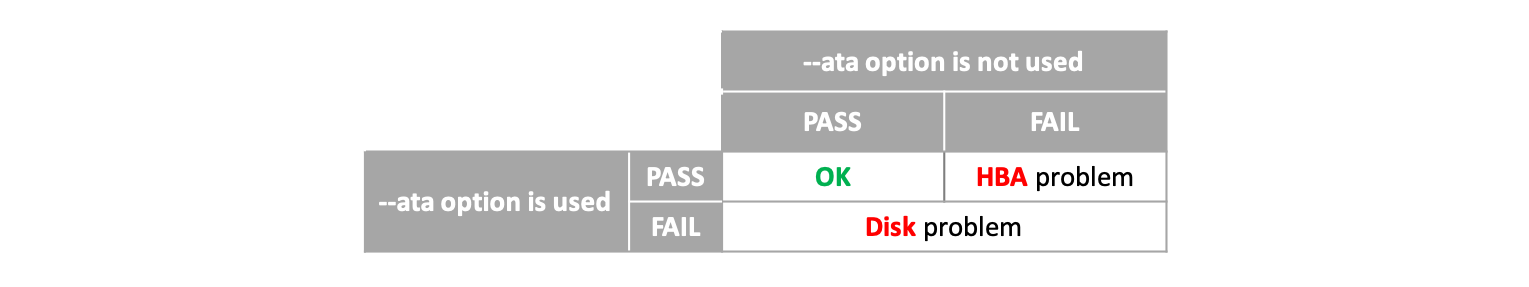 --ata option is not used
PASS FAIL
--ata option is used PASS OK HBA problem
FAIL Disk problem